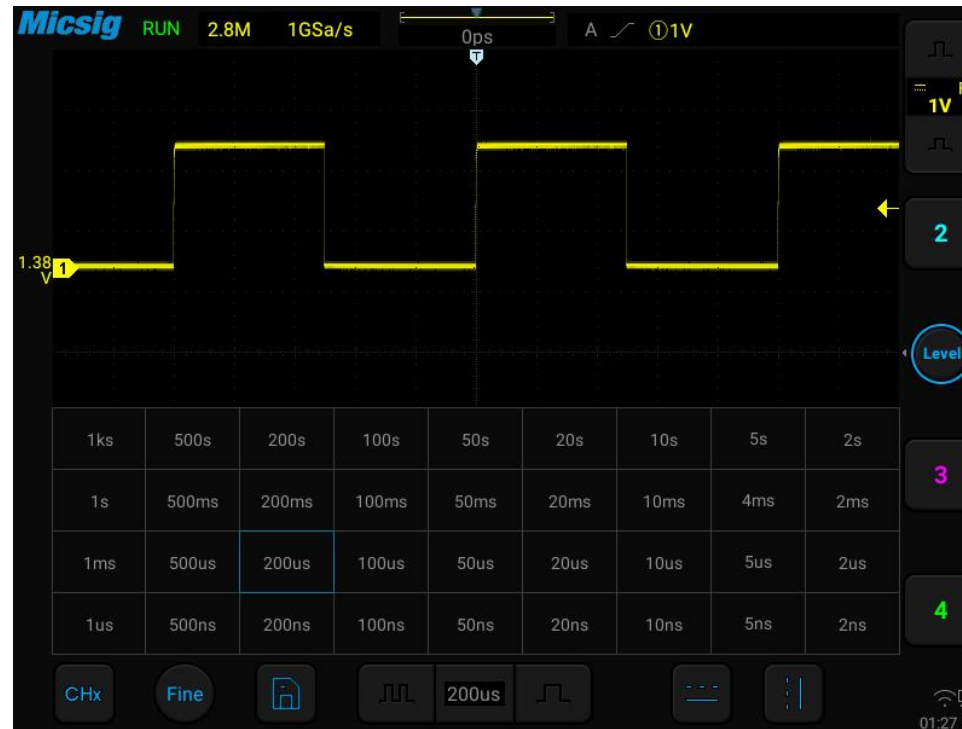 Micsig RUN 2.8M 1GSa/s 0ps A ①1V
T
1V
2
1.38
V
1
Level
1ks 500s 200s 100s 50s 20s 10s 5s 2s
3
1s 500ms 200ms 100ms 50ms 20ms 10ms 4ms 2ms
1ms 500us 200us 100us 50us 20us 10us 5us 2us
4
1us 500ns 200ns 100ns 50ns 20ns 10ns 5ns 2ns
CHx Fine 200us
01:27